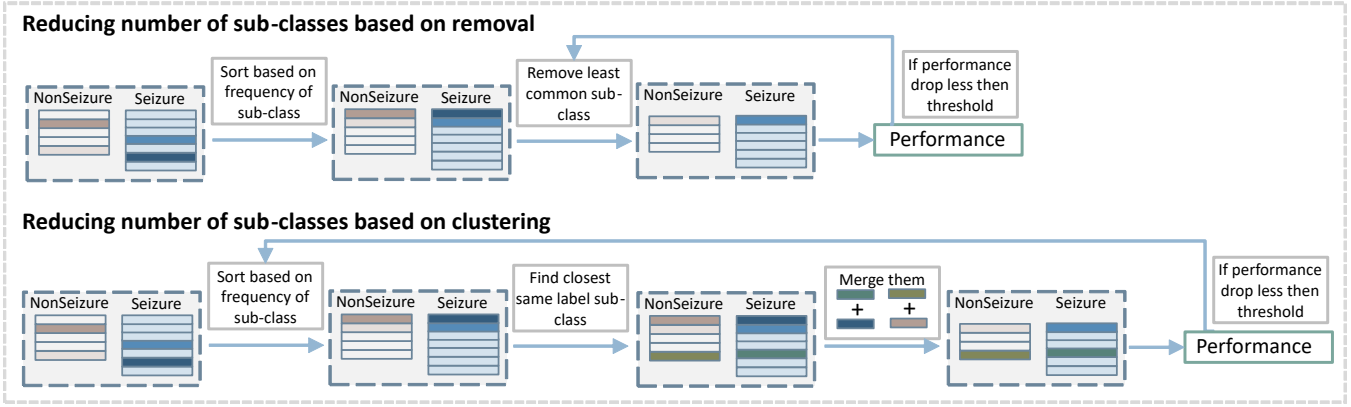 Reducing number of sub-classes based on removal
NonSeizure
Seizure
Sort based on
frequency of
sub-class
NonSeizure
Seizure
Remove least
common sub-
class
NonSeizure
Seizure
If performance
drop less then
threshold
Performance
Reducing number of sub-classes based on clustering
NonSeizure
Seizure
Sort based on
frequency of
sub-class
NonSeizure
Seizure
Find closest
same label sub-
class
NonSeizure
Seizure
Merge them
+ +
NonSeizure
Seizure
If performance
drop less then
threshold
Performance